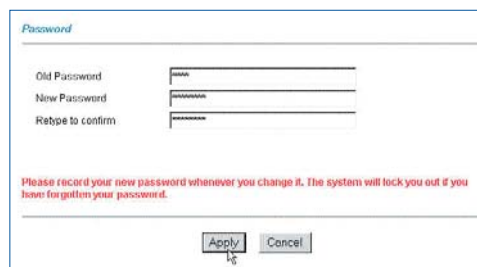 Password
Old Password
****
New Password
********
Retype to confirm
********
Please record your new password whenever you change it. The system will lock you out if you
have forgotten your password.
Apply
Cancel